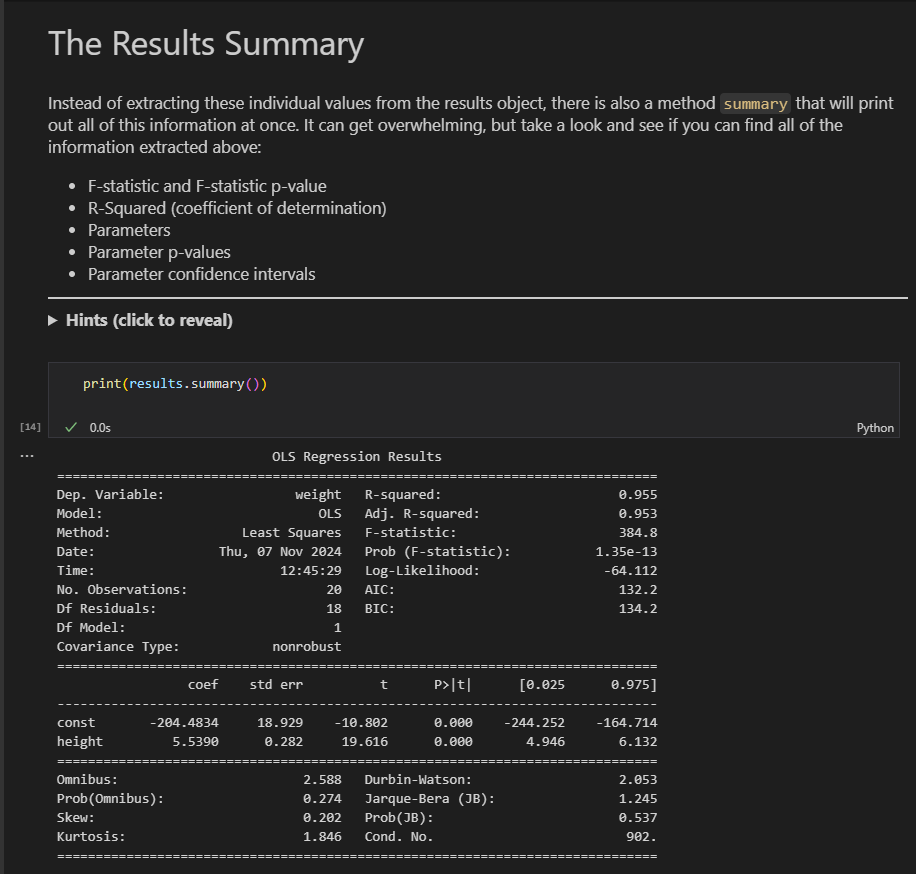 The Results Summary
Instead of extracting these individual values from the results object, there is also a method summary that will print
out all of this information at once. It can get overwhelming, but take a look and see if you can find all of the
information extracted above:
• F-statistic and F-statistic p-value
• R-Squared (coefficient of determination)
• Parameters
• Parameter p-values
• Parameter confidence intervals
▶ Hints (click to reveal)
print(results.summary())
[14] ✓ 0.0s Python
...
                            OLS Regression Results
==============================================================================
Dep. Variable:                 weight   R-squared:                       0.955
Model:                            OLS   Adj. R-squared:                  0.953
Method:                 Least Squares   F-statistic:                     384.8
Date:                Thu, 07 Nov 2024   Prob (F-statistic):           1.35e-13
Time:                        12:45:29   Log-Likelihood:                -64.112
No. Observations:                  20   AIC:                             132.2
Df Residuals:                      18   BIC:                             134.2
Df Model:                           1
Covariance Type:            nonrobust
==============================================================================
                 coef    std err          t      P>|t|      [0.025      0.975]
------------------------------------------------------------------------------
const       -204.4834     18.929    -10.802      0.000    -244.252    -164.714
height         5.5390      0.282     19.616      0.000       4.946       6.132
==============================================================================
Omnibus:                        2.588   Durbin-Watson:                   2.053
Prob(Omnibus):                  0.274   Jarque-Bera (JB):                1.245
Skew:                           0.202   Prob(JB):                        0.537
Kurtosis:                       1.846   Cond. No.                         902.
==============================================================================